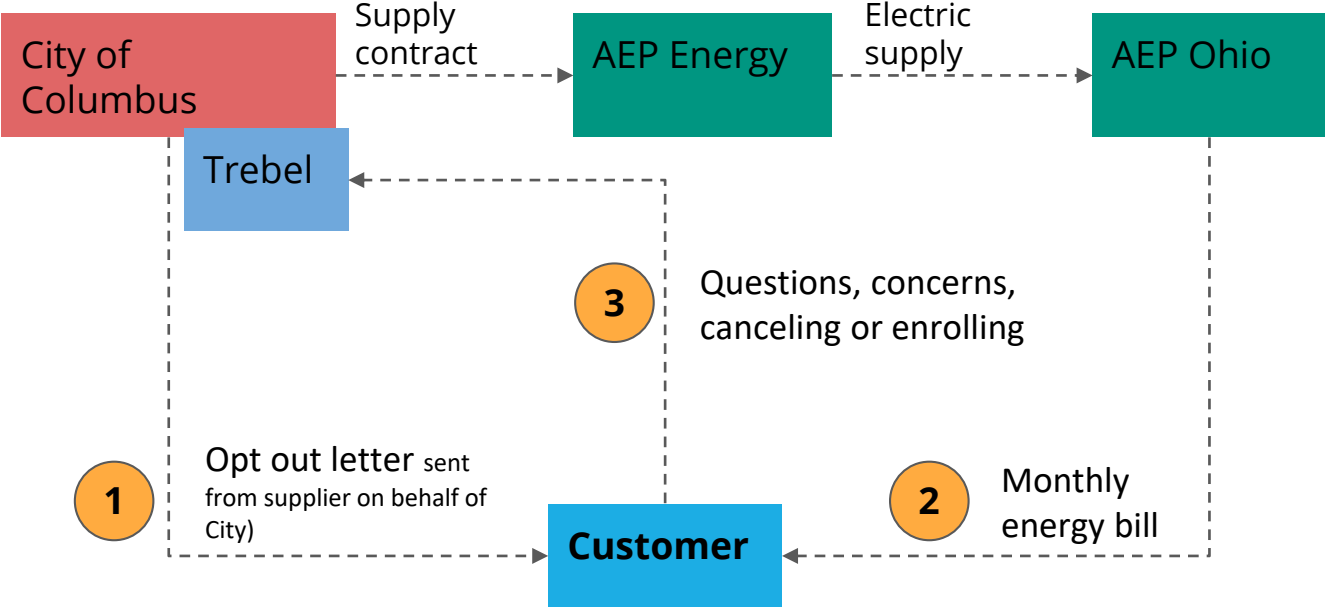 City of
Columbus
Supply
contract
AEP Energy
Electric
supply
AEP Ohio
Trebel
3
Questions, concerns,
canceling or enrolling
1
Opt out letter sent
from supplier on behalf of
City)
Customer
2
Monthly
energy bill